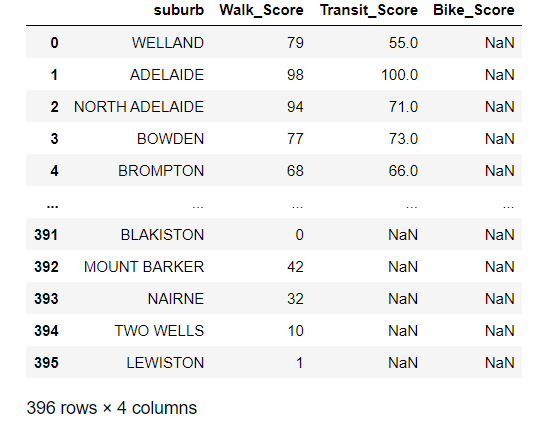 suburb Walk_Score Transit_Score Bike_Score
0 WELLAND 79 55.0 NaN
1 ADELAIDE 98 100.0 NaN
2 NORTH ADELAIDE 94 71.0 NaN
3 BOWDEN 77 73.0 NaN
4 BROMPTON 68 66.0 NaN
... ... ... ... ...
391 BLAKISTON 0 NaN NaN
392 MOUNT BARKER 42 NaN NaN
393 NAIRNE 32 NaN NaN
394 TWO WELLS 10 NaN NaN
395 LEWISTON 1 NaN NaN
396 rows × 4 columns